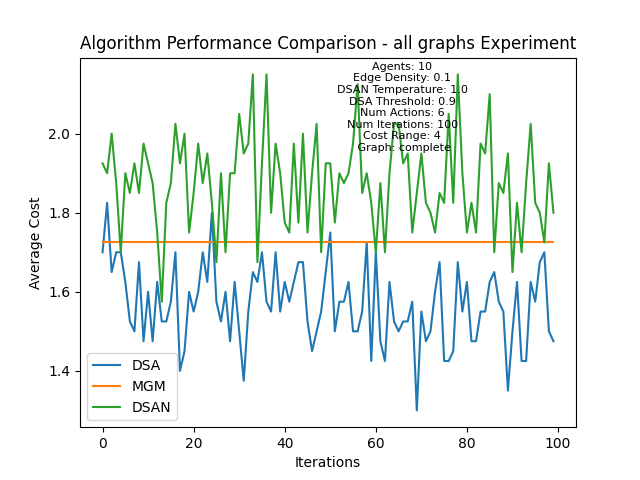 Algorithm Performance Comparison - all graphs Experiment
Agents: 10
Edge Density: 0.1
DSAN Temperature: 1.0
DSA Threshold: 0.9
Num Actions: 6
Num Iterations: 100
Cost Range: 4
Graph: complete
2.0
1.8
1.6
1.4
Average Cost
DSA
MGM
DSAN
0 20 40 60 80 100
Iterations